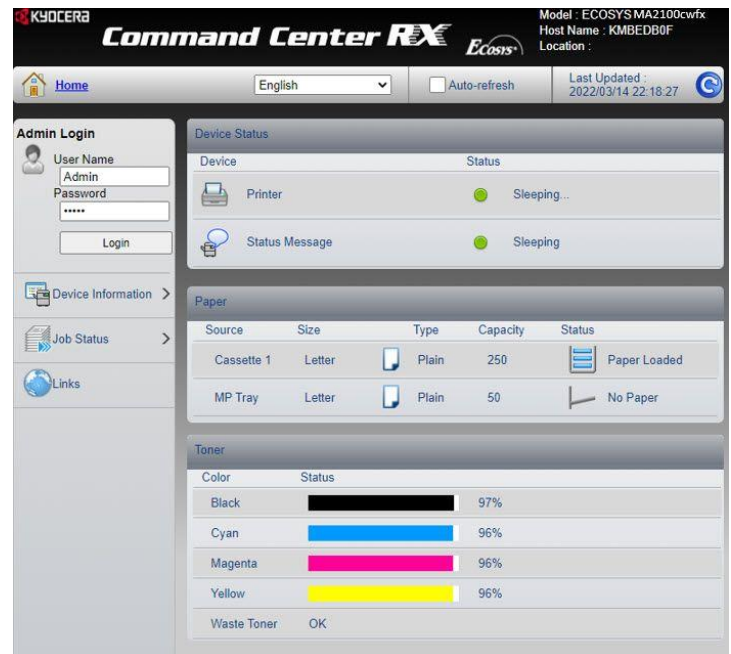 KYOCERA
Command Center RX
Ecosys
Model : ECOSYS MA2100cwfx
Host Name : KMBEDB0F
Location :
Home
English
Auto-refresh
Last Updated :
2022/03/14 22:18:27
Admin Login
User Name
Admin
Password
•••••
Login
Device Information
Job Status
Links
Device Status
Device Status
Printer Sleeping...
Status Message Sleeping
Paper
Source Size Type Capacity Status
Cassette 1 Letter Plain 250 Paper Loaded
MP Tray Letter Plain 50 No Paper
Toner
Color Status
Black 97%
Cyan 96%
Magenta 96%
Yellow 96%
Waste Toner OK